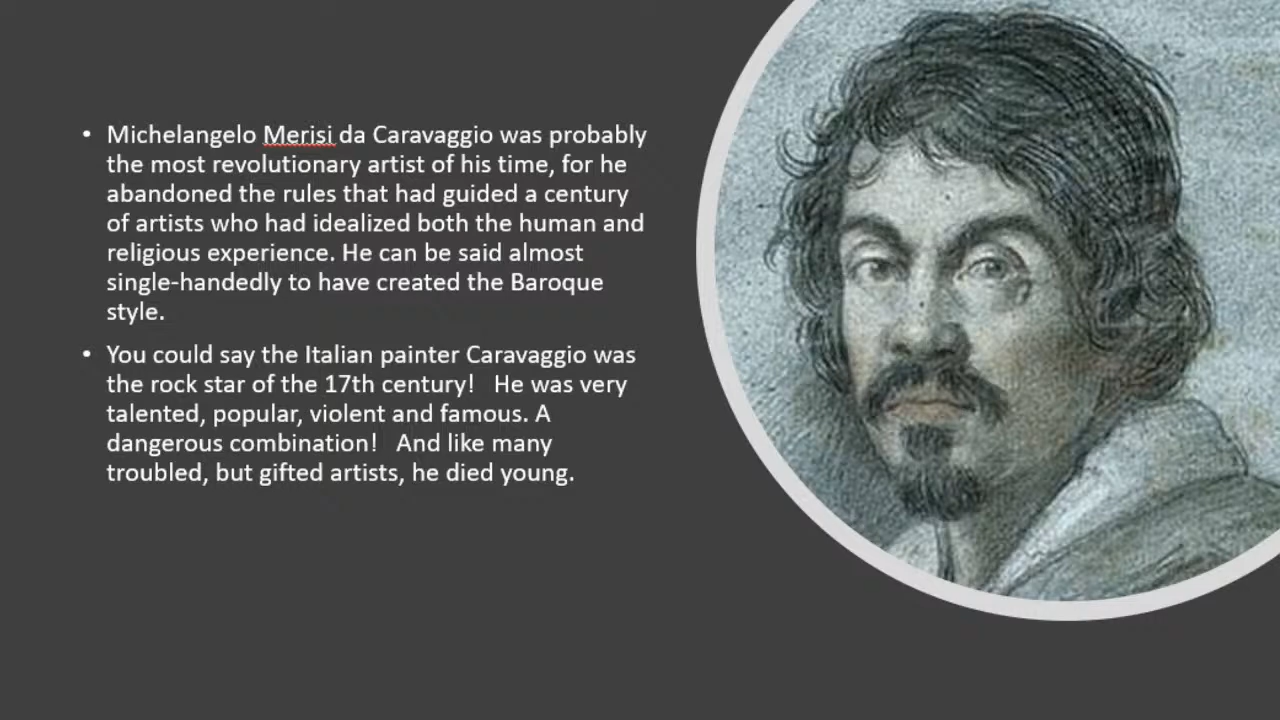 • Michelangelo Merisi da Caravaggio was probably
the most revolutionary artist of his time, for he
abandoned the rules that had guided a century
of artists who had idealized both the human and
religious experience. He can be said almost
single-handedly to have created the Baroque
style.
• You could say the Italian painter Caravaggio was
the rock star of the 17th century!   He was very
talented, popular, violent and famous. A
dangerous combination!   And like many
troubled, but gifted artists, he died young.